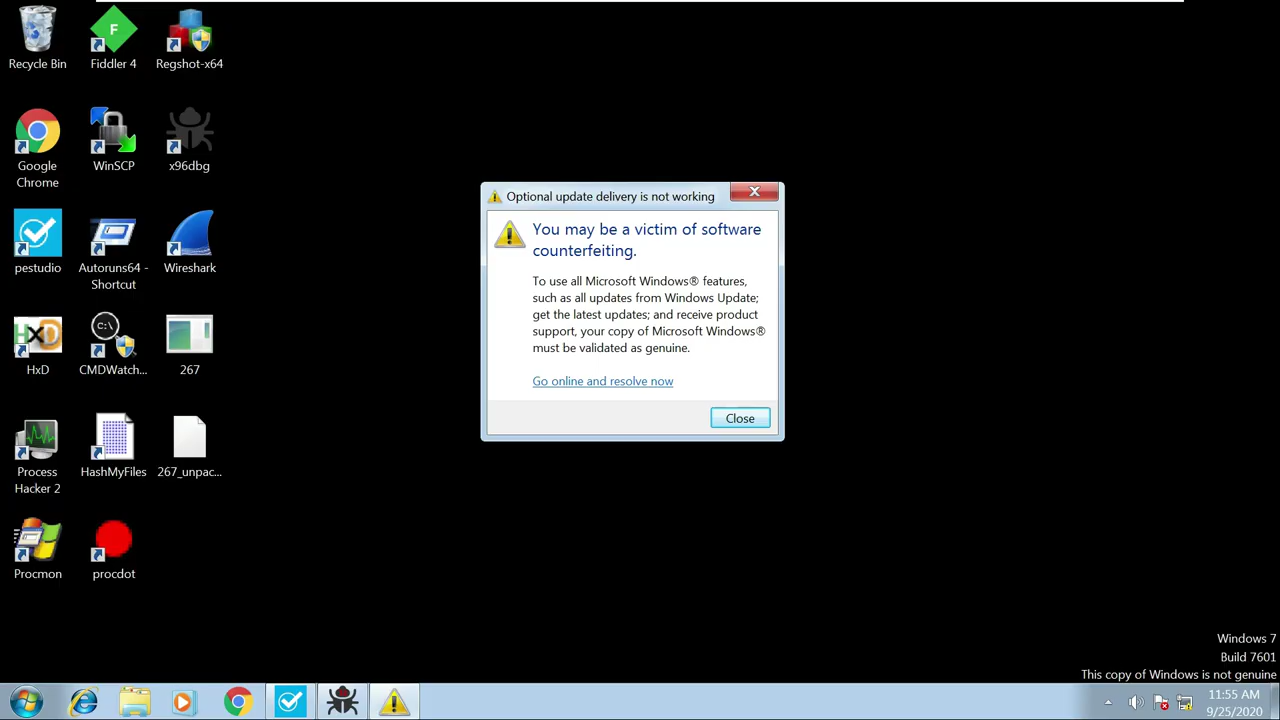 Recycle Bin
Fiddler 4
Regshot-x64
Google
Chrome
WinSCP
x96dbg
pestudio
Autoruns64 -
Shortcut
Wireshark
HxD
C:\
CMDWatch...
267
Process
Hacker 2
HashMyFiles
267_unpac...
Procmon
procdot
Optional update delivery is not working
You may be a victim of software
counterfeiting.
To use all Microsoft Windows® features,
such as all updates from Windows Update;
get the latest updates; and receive product
support, your copy of Microsoft Windows®
must be validated as genuine.
Go online and resolve now
Close
Windows 7
Build 7601
This copy of Windows is not genuine
11:55 AM
9/25/2020